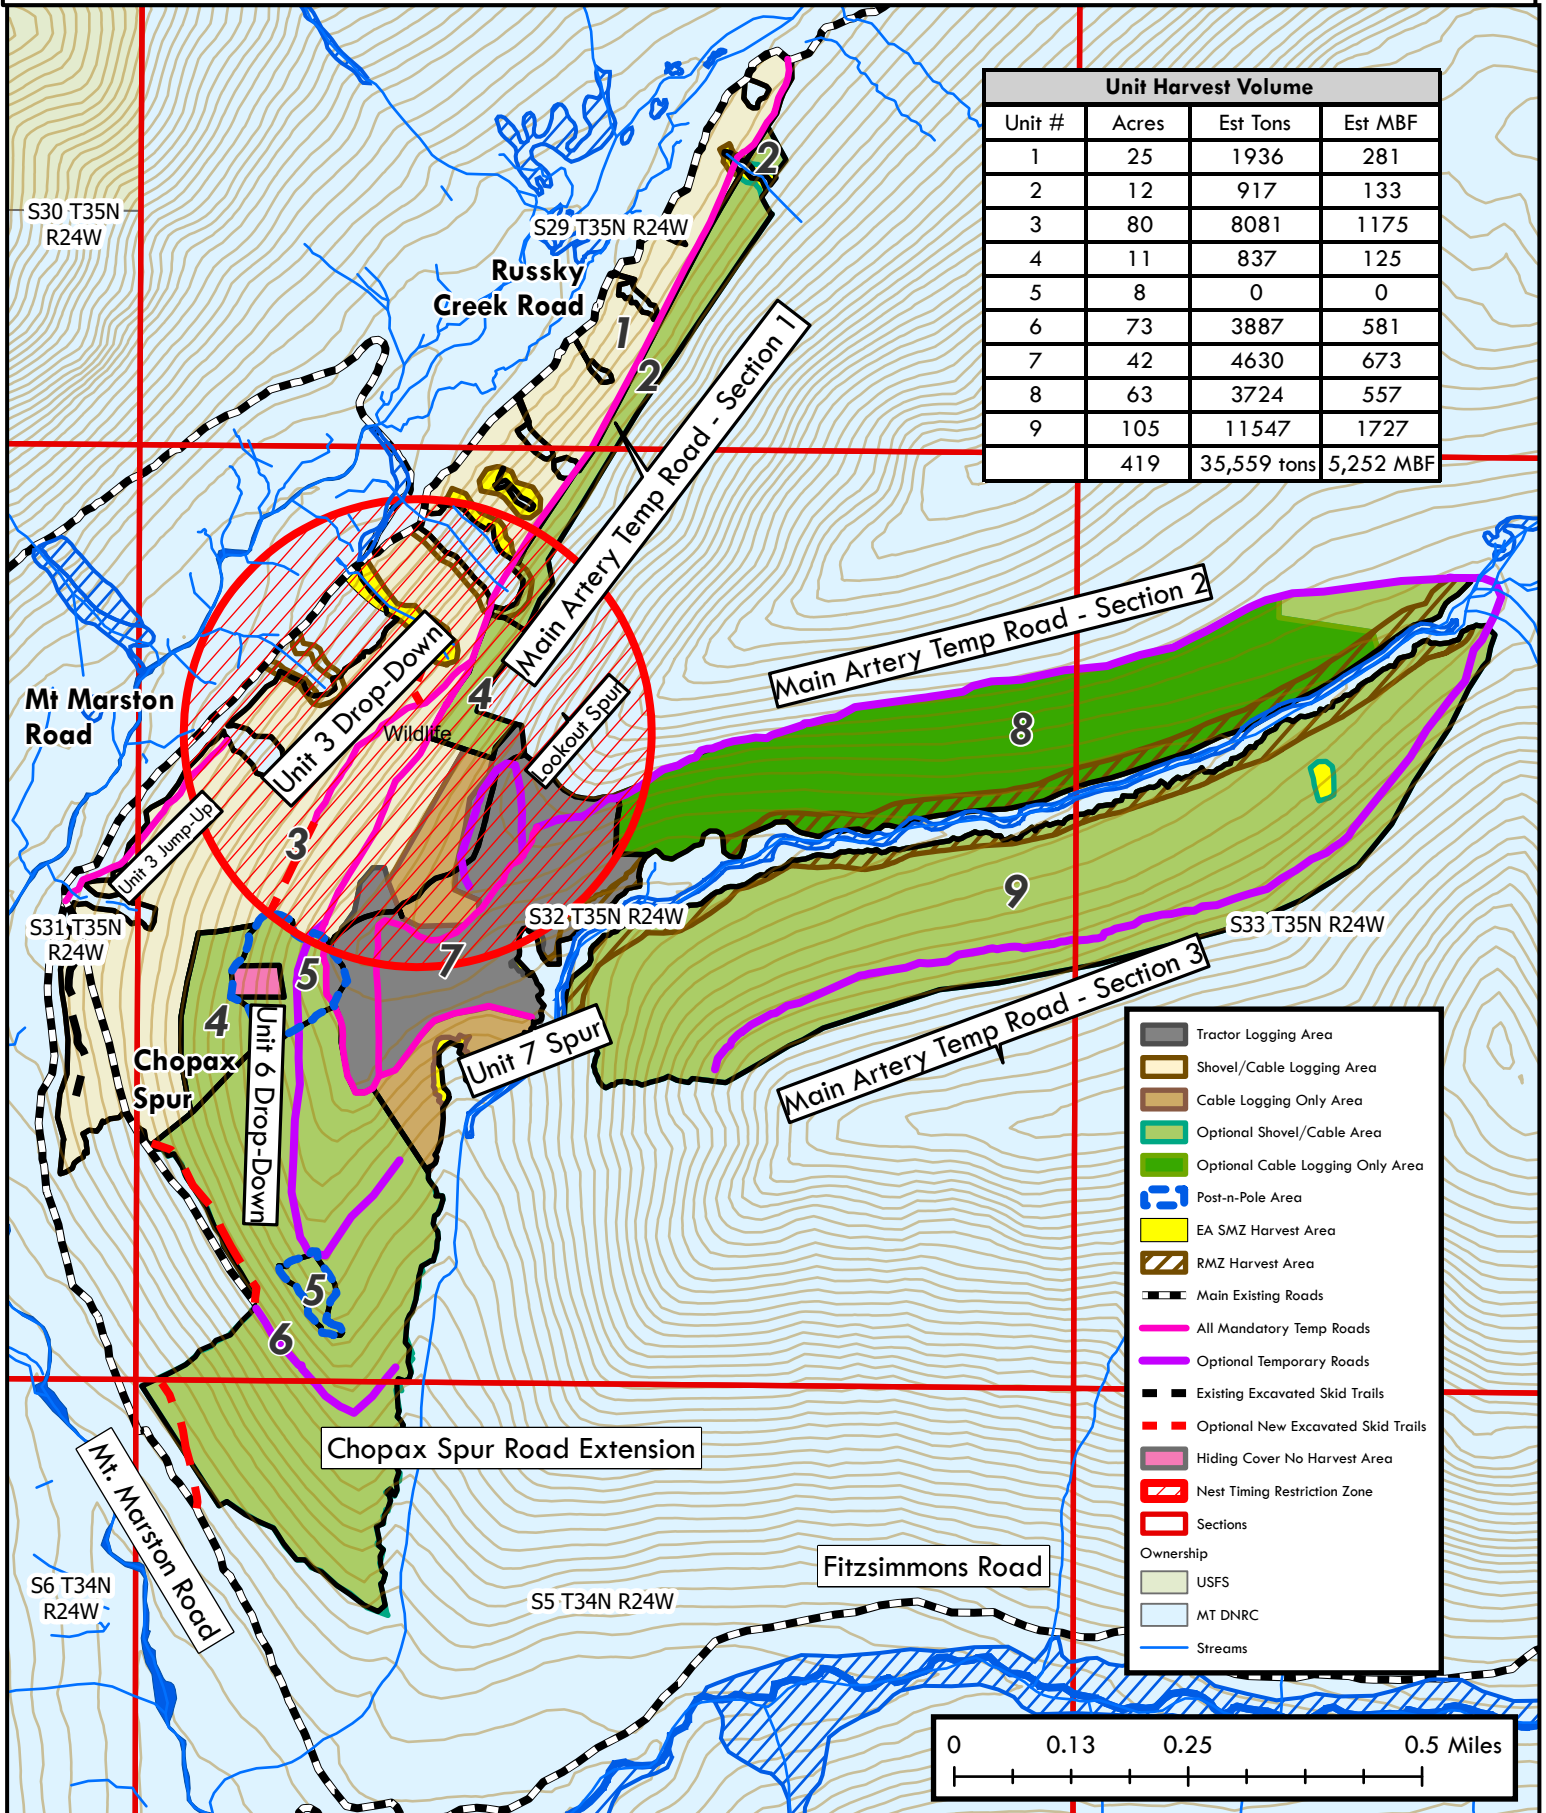 Unit Harvest Volume
Unit # Acres Est Tons Est MBF
1 25 1936 281
2 12 917 133
3 80 8081 1175
4 11 837 125
5 8 0 0
6 73 3887 581
7 42 4630 673
8 63 3724 557
9 105 11547 1727
419 35,559 tons 5,252 MBF
2
S30 T35N
R24W
S29 T35N R24W
Russky
Creek Road
1
2
Main Artery Temp Road - Section 1
Main Artery Temp Road - Section 2
Unit 3 Drop-Down
4
Lookout Spur
Wildlife
Mt Marston
Road
8
Unit 3 Jump-Up
3
9
S31 T35N
R24W
S32 T35N R24W
S33 T35N R24W
7
5
4
Unit 6 Drop-Down
Chopax
Spur
Unit 7 Spur
Main Artery Temp Road - Section 3
5
6
Chopax Spur Road Extension
Mt. Marston Road
Fitzsimmons Road
S6 T34N
R24W
S5 T34N R24W
Tractor Logging Area
Shovel/Cable Logging Area
Cable Logging Only Area
Optional Shovel/Cable Area
Optional Cable Logging Only Area
Post-n-Pole Area
EA SMZ Harvest Area
RMZ Harvest Area
Main Existing Roads
All Mandatory Temp Roads
Optional Temporary Roads
Existing Excavated Skid Trails
Optional New Excavated Skid Trails
Hiding Cover No Harvest Area
Nest Timing Restriction Zone
Sections
Ownership
USFS
MT DNRC
Streams
0 0.13 0.25 0.5 Miles